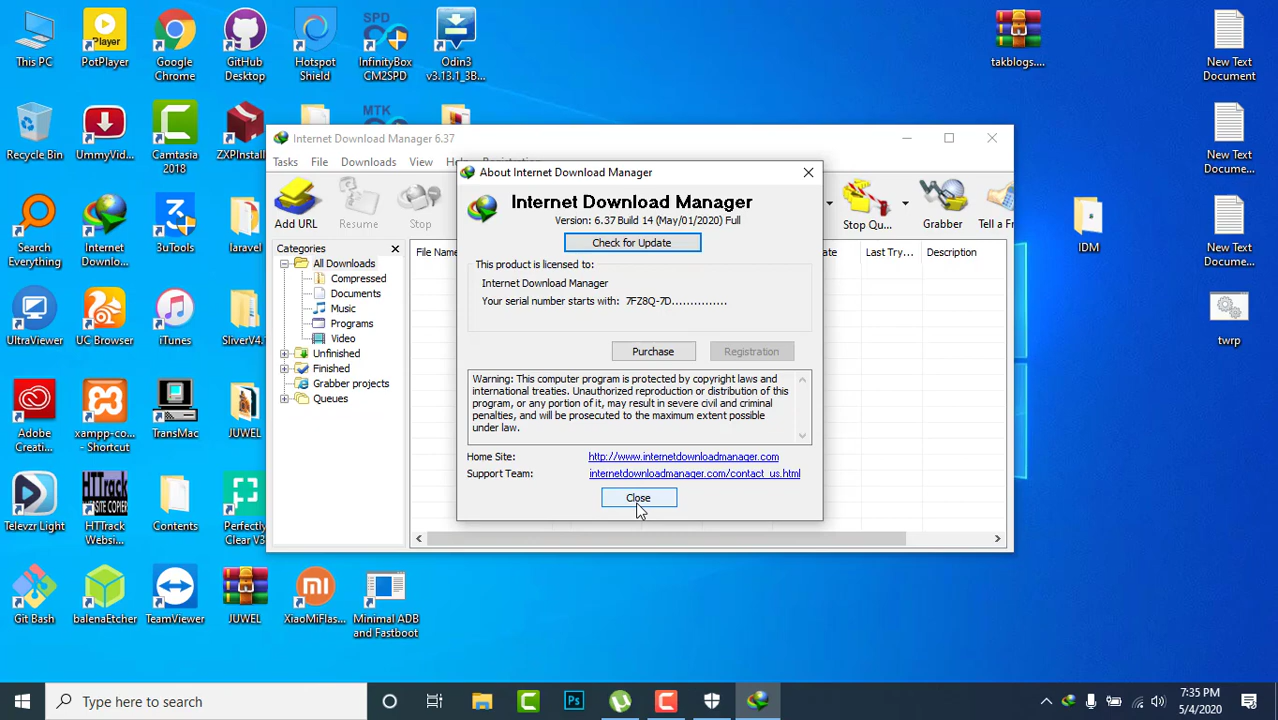 This PC
Player
PotPlayer
Google
Chrome
GitHub
Desktop
Hotspot
Shield
SPD
InfinityBox
CM2SPD
Odin3
v3.13.1_3B...
takblogs....
New Text
Document
Recycle Bin
UmmyVid...
Camtasia
2018
ZXPInstall
MTK
New Text
Docume...
Search
Everything
Internet
Downlo...
3uTools
laravel
IDM
New Text
Docume...
UltraViewer
UC Browser
iTunes
SliverV4.
twrp
Adobe
Creati...
xampp-co...
- Shortcut
TransMac
JUWEL
Televzr Light
HTTrack
WEBSITE COPIER
HTTrack
Websi...
Contents
Perfectly
Clear V3
Git Bash
balenaEtcher
TeamViewer
JUWEL
XiaoMiFlas...
Minimal ADB
and Fastboot
Internet Download Manager 6.37
Tasks File Downloads View
Add URL
Resume
Stop
Stop Qu...
Grabber
Tell a Fr
Categories
All Downloads
Compressed
Documents
Music
Programs
Video
Unfinished
Finished
Grabber projects
Queues
File Name
Last Try...
Description
About Internet Download Manager
Internet Download Manager
Version: 6.37 Build 14 (May/01/2020) Full
Check for Update
This product is licensed to:
Internet Download Manager
Your serial number starts with: 7FZ8Q-7D...............
Purchase
Registration
Warning: This computer program is protected by copyright laws and
international treaties. Unauthorized reproduction or distribution of this
program, or any portion of it, may result in severe civil and criminal
penalties, and will be prosecuted to the maximum extent possible
under law.
Home Site: http://www.internetdownloadmanager.com
Support Team: internetdownloadmanager.com/contact_us.html
Close
Type here to search
Ps
7:35 PM
5/4/2020